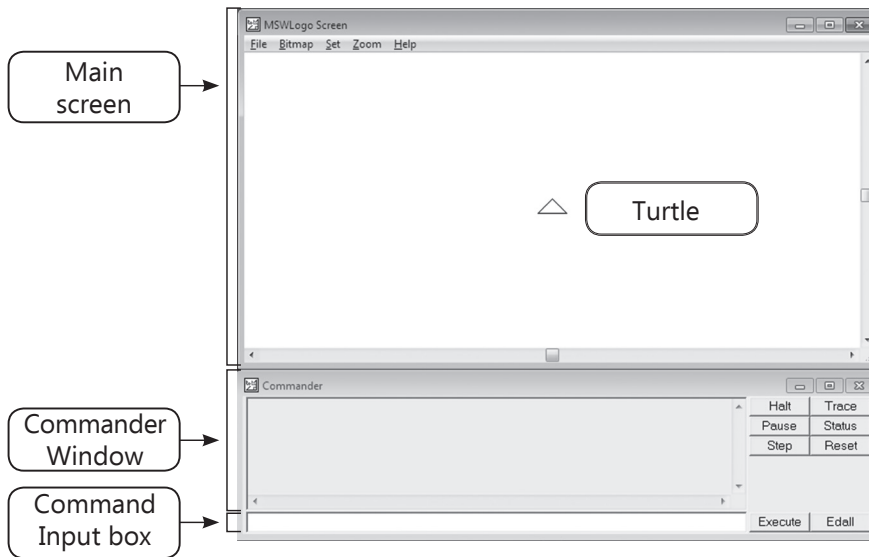 MSWLogo Screen
File Bitmap Set Zoom Help
Main
screen
Turtle
Commander
Halt Trace
Pause Status
Step Reset
Commander
Window
Command
Input box
Execute Edall